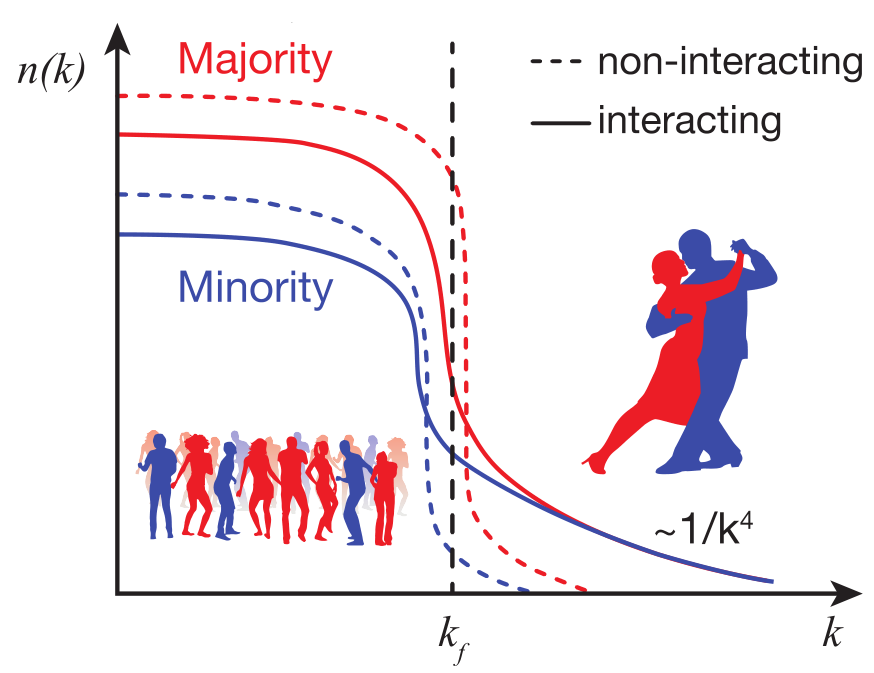 n(k)
Majority
non-interacting
interacting
Minority
~1/k⁴
k_f
k